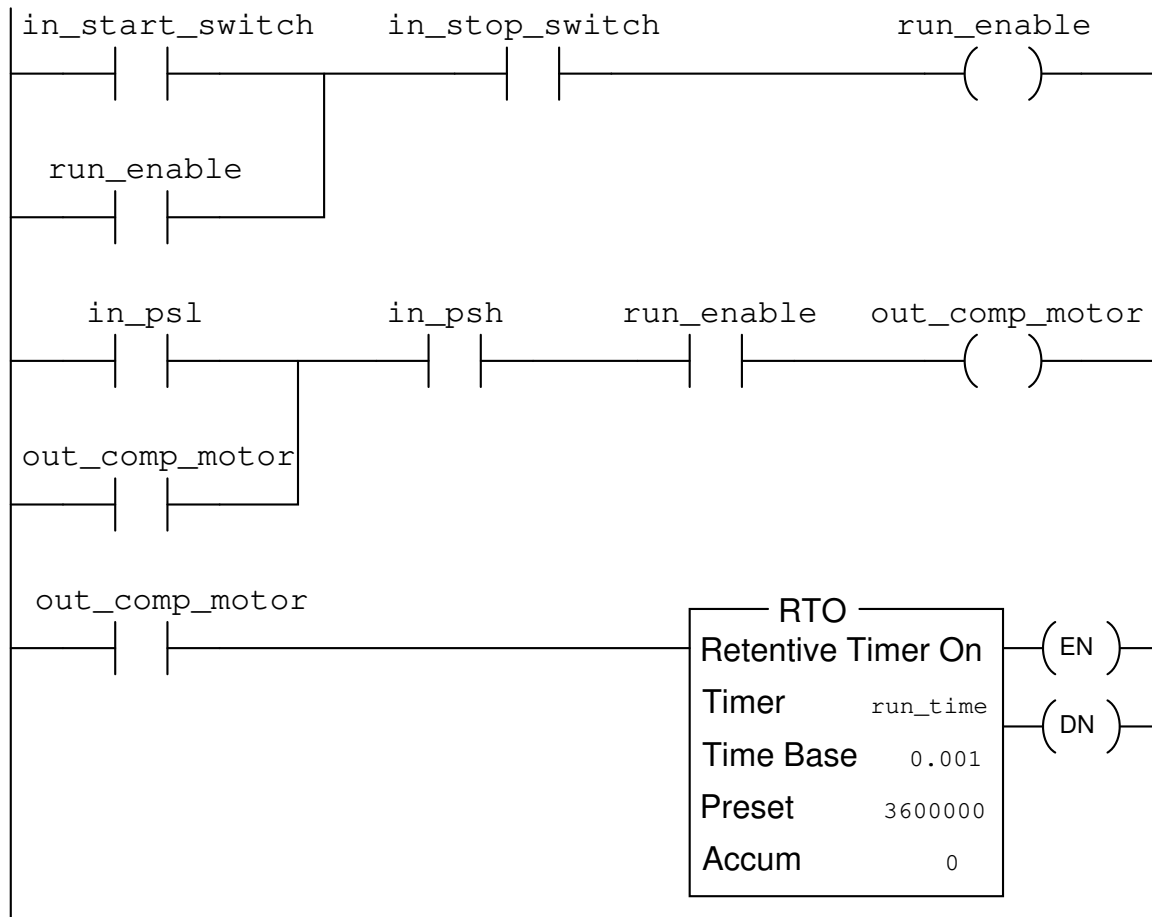 in_start_switch in_stop_switch run_enable
run_enable
in_psl in_psh run_enable out_comp_motor
out_comp_motor
out_comp_motor
RTO
Retentive Timer On
EN
Timer run_time
DN
Time Base 0.001
Preset 3600000
Accum 0